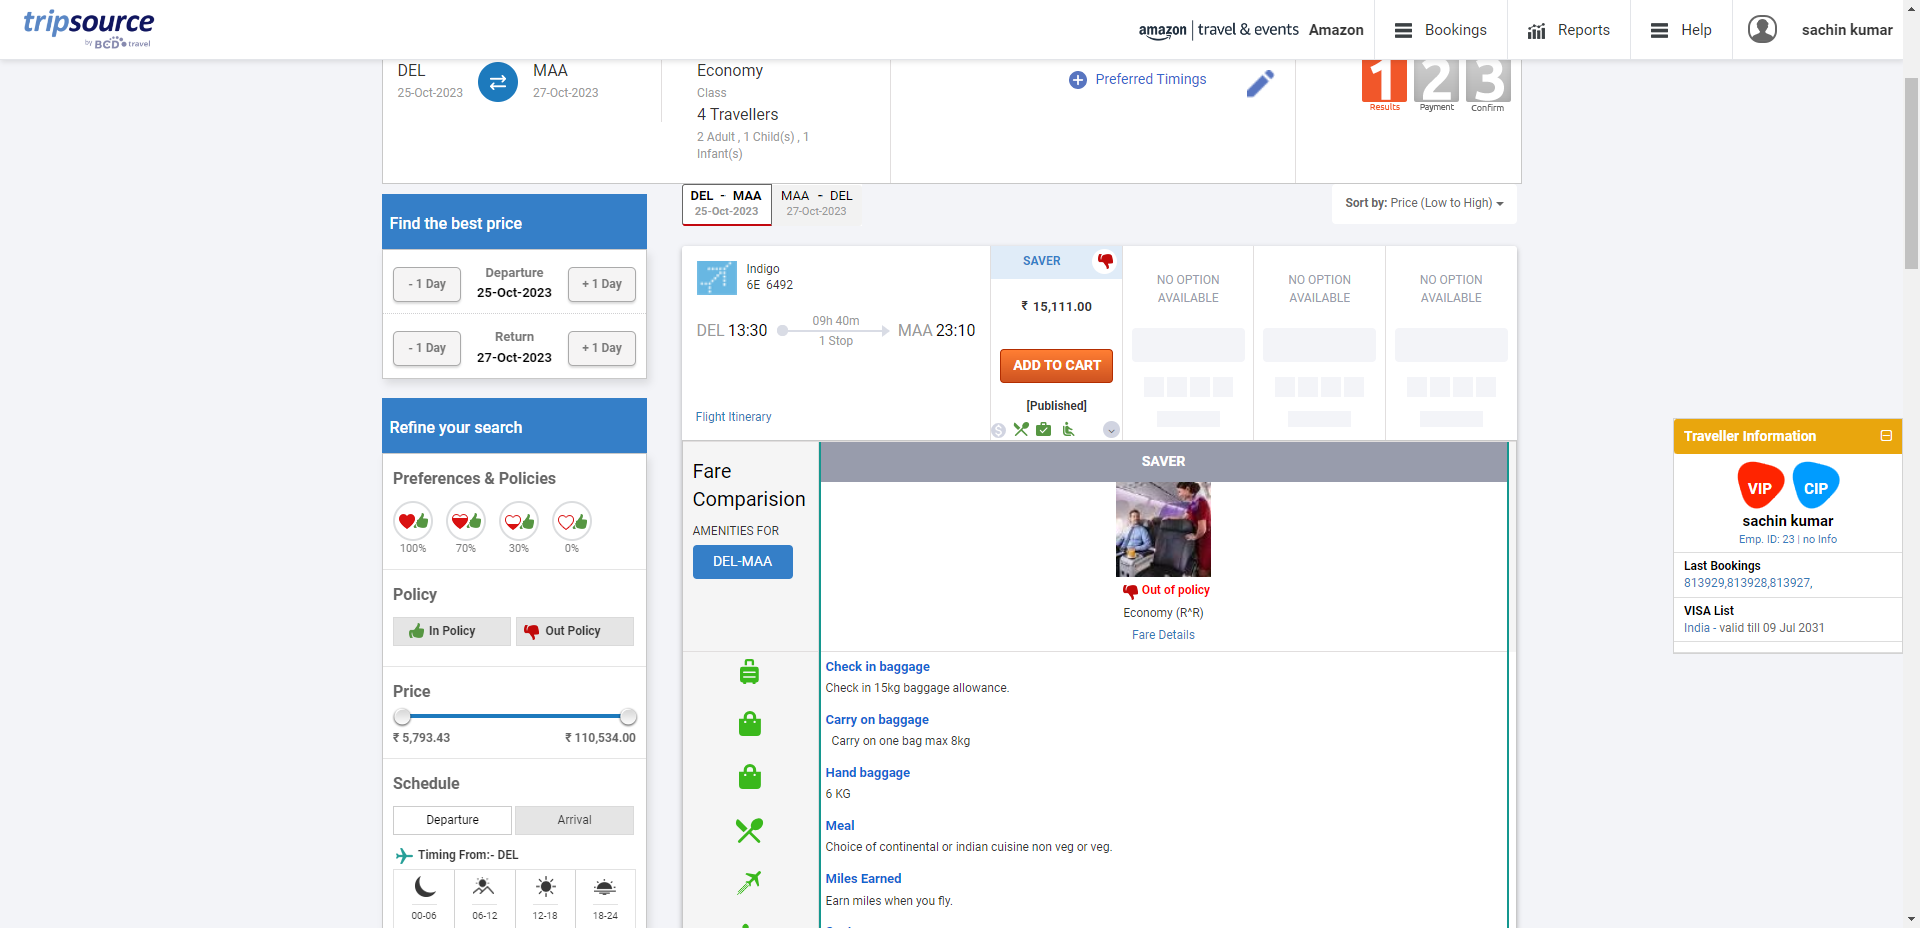 tripsource
by BCD travel
amazon | travel & events Amazon
Bookings
Reports
Help
sachin kumar
DEL
25-Oct-2023
MAA
27-Oct-2023
Economy
Class
4 Travellers
2 Adult , 1 Child(s) , 1
Infant(s)
Preferred Timings
1 2 3
Results Payment Confirm
DEL - MAA
25-Oct-2023
MAA - DEL
27-Oct-2023
Sort by: Price (Low to High)
Find the best price
- 1 Day
Departure
25-Oct-2023
+ 1 Day
- 1 Day
Return
27-Oct-2023
+ 1 Day
Refine your search
Preferences & Policies
100% 70% 30% 0%
Policy
In Policy
Out Policy
Price
₹ 5,793.43 ₹ 110,534.00
Schedule
Departure Arrival
Timing From:- DEL
00-06 06-12 12-18 18-24
Indigo
6E 6492
DEL 13:30
09h 40m
1 Stop
MAA 23:10
Flight Itinerary
SAVER
₹ 15,111.00
ADD TO CART
[Published]
NO OPTION
AVAILABLE
NO OPTION
AVAILABLE
NO OPTION
AVAILABLE
Fare
Comparision
AMENITIES FOR
DEL-MAA
SAVER
Out of policy
Economy (R^R)
Fare Details
Check in baggage
Check in 15kg baggage allowance.
Carry on baggage
Carry on one bag max 8kg
Hand baggage
6 KG
Meal
Choice of continental or indian cuisine non veg or veg.
Miles Earned
Earn miles when you fly.
Traveller Information
VIP CIP
sachin kumar
Emp. ID: 23 | no Info
Last Bookings
813929,813928,813927,
VISA List
India - valid till 09 Jul 2031